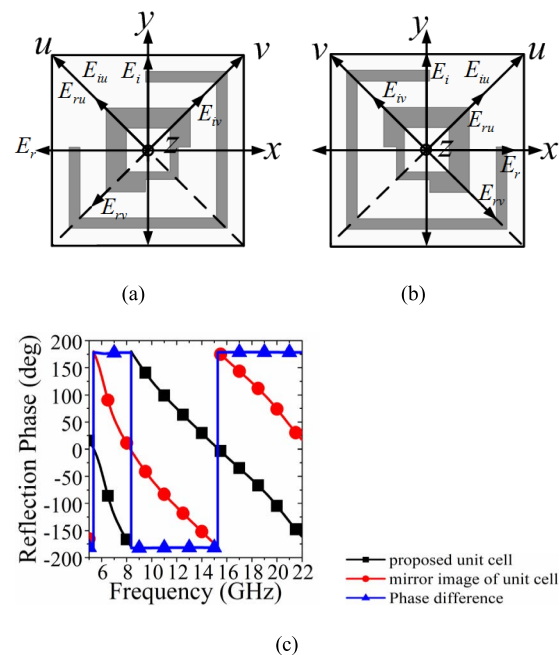 y
u
v
E_iu
E_i
E_ru
E_iv
E_r
z
x
E_rv
(a)
y
v
u
E_i
E_iu
E_iv
E_ru
z
x
E_r
E_rv
(b)
Reflection Phase (deg)
200
150
100
50
0
-50
-100
-150
-200
6 8 10 12 14 16 18 20 22
Frequency (GHz)
proposed unit cell
mirror image of unit cell
Phase difference
(c)